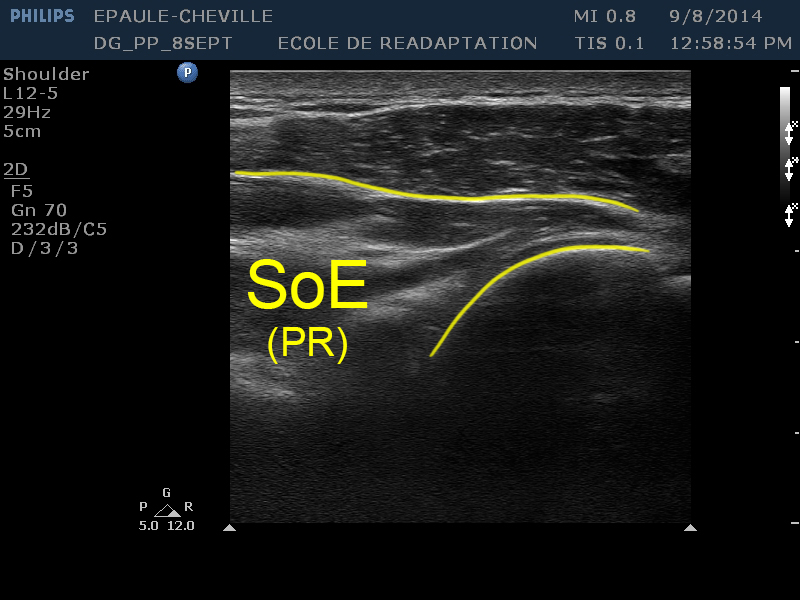 PHILIPS EPAULE-CHEVILLE MI 0.8 9/8/2014
DG_PP_8SEPT ECOLE DE READAPTATION TIS 0.1 12:58:54 PM
Shoulder
L12-5
29Hz
5cm
P
2D
F5
Gn 70
232dB/C5
D/3/3
SoE
(PR)
G
P R
5.0 12.0